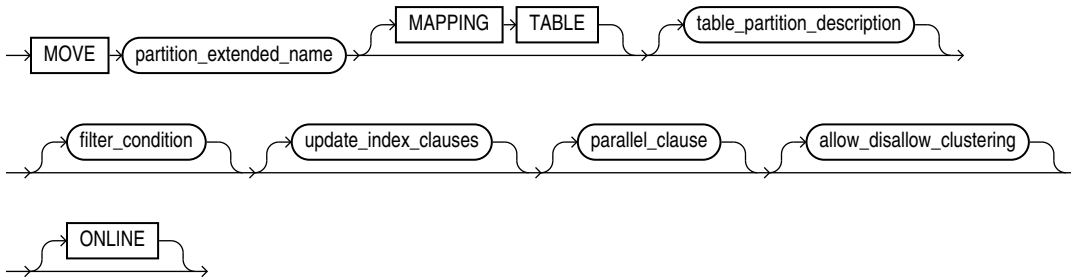 MOVE partition_extended_name MAPPING TABLE table_partition_description
filter_condition update_index_clauses parallel_clause allow_disallow_clustering
ONLINE